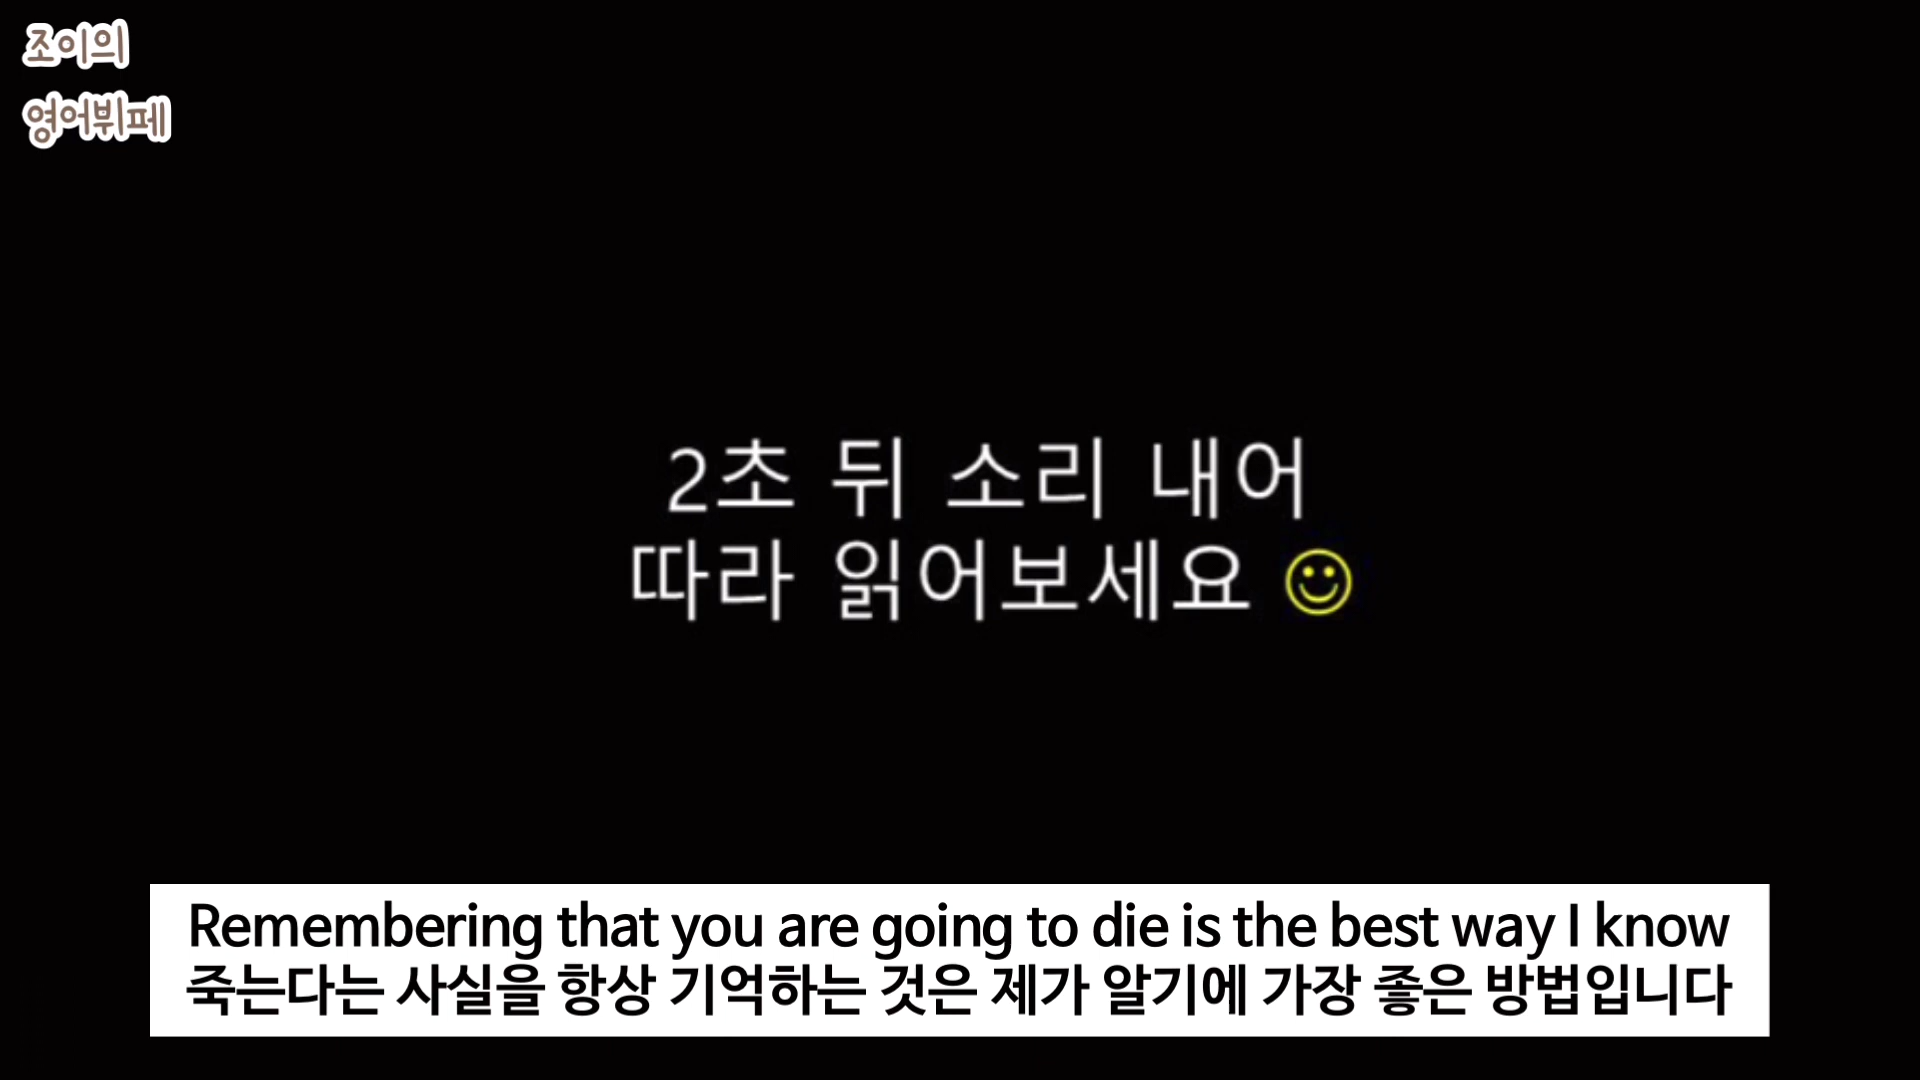 조이의
영어뷔페
2초 뒤 소리 내어
따라 읽어보세요 ☺
Remembering that you are going to die is the best way I know
죽는다는 사실을 항상 기억하는 것은 제가 알기에 가장 좋은 방법입니다